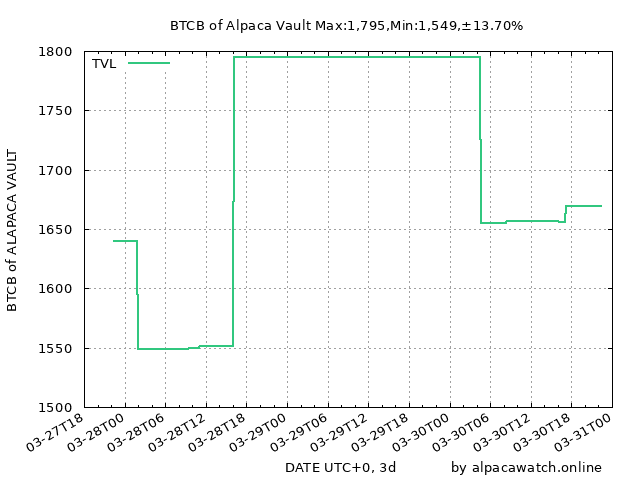 BTCB of Alpaca Vault Max:1,795,Min:1,549,±13.70%
TVL
1800
1750
1700
1650
1600
1550
1500
BTCB of ALAPACA VAULT
03-27T18
03-28T00
03-28T06
03-28T12
03-28T18
03-29T00
03-29T06
03-29T12
03-29T18
03-30T00
03-30T06
03-30T12
03-30T18
03-31T00
DATE UTC+0, 3d
by alpacawatch.online